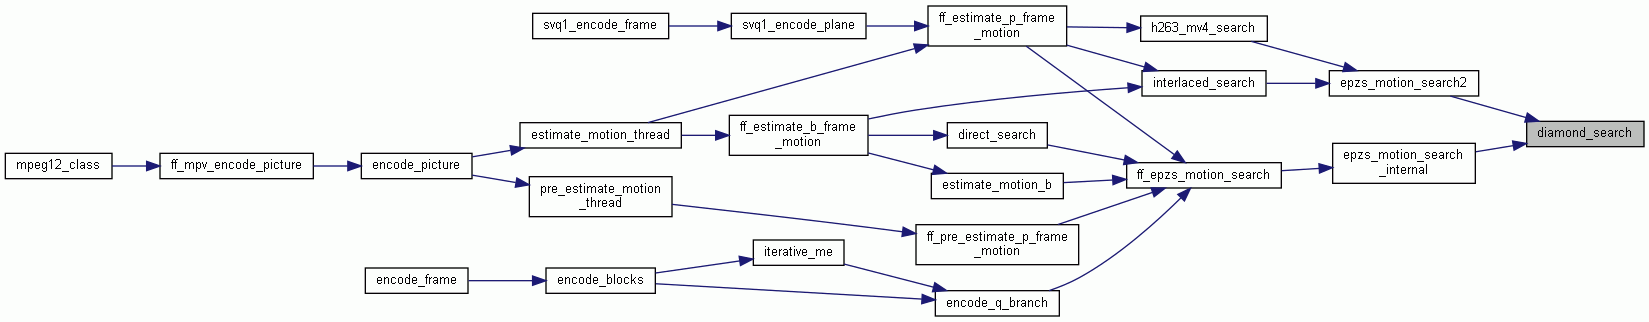 svq1_encode_frame
svq1_encode_plane
ff_estimate_p_frame
_motion
h263_mv4_search
interlaced_search
epzs_motion_search2
diamond_search
estimate_motion_thread
ff_estimate_b_frame
_motion
direct_search
epzs_motion_search
_internal
mpeg12_class
ff_mpv_encode_picture
encode_picture
ff_epzs_motion_search
estimate_motion_b
pre_estimate_motion
_thread
ff_pre_estimate_p_frame
_motion
iterative_me
encode_frame
encode_blocks
encode_q_branch